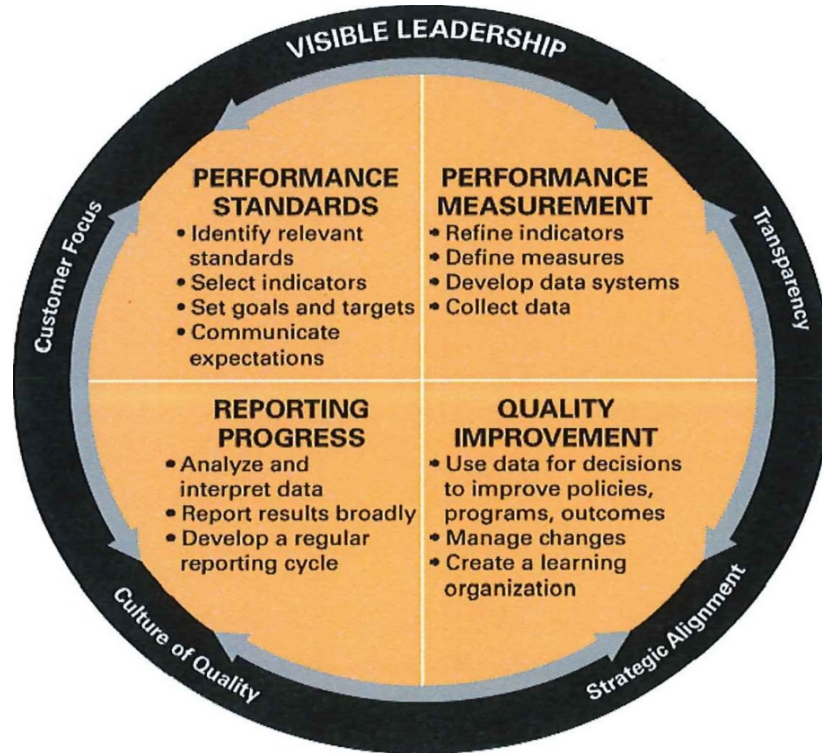 VISIBLE LEADERSHIP
PERFORMANCE
STANDARDS
• Identify relevant
standards
• Select indicators
• Set goals and targets
• Communicate
expectations
PERFORMANCE
MEASUREMENT
• Refine indicators
• Define measures
• Develop data systems
• Collect data
REPORTING
PROGRESS
• Analyze and
interpret data
• Report results broadly
• Develop a regular
reporting cycle
QUALITY
IMPROVEMENT
• Use data for decisions
to improve policies,
programs, outcomes
• Manage changes
• Create a learning
organization
Customer Focus
Transparency
Culture of Quality
Strategic Alignment